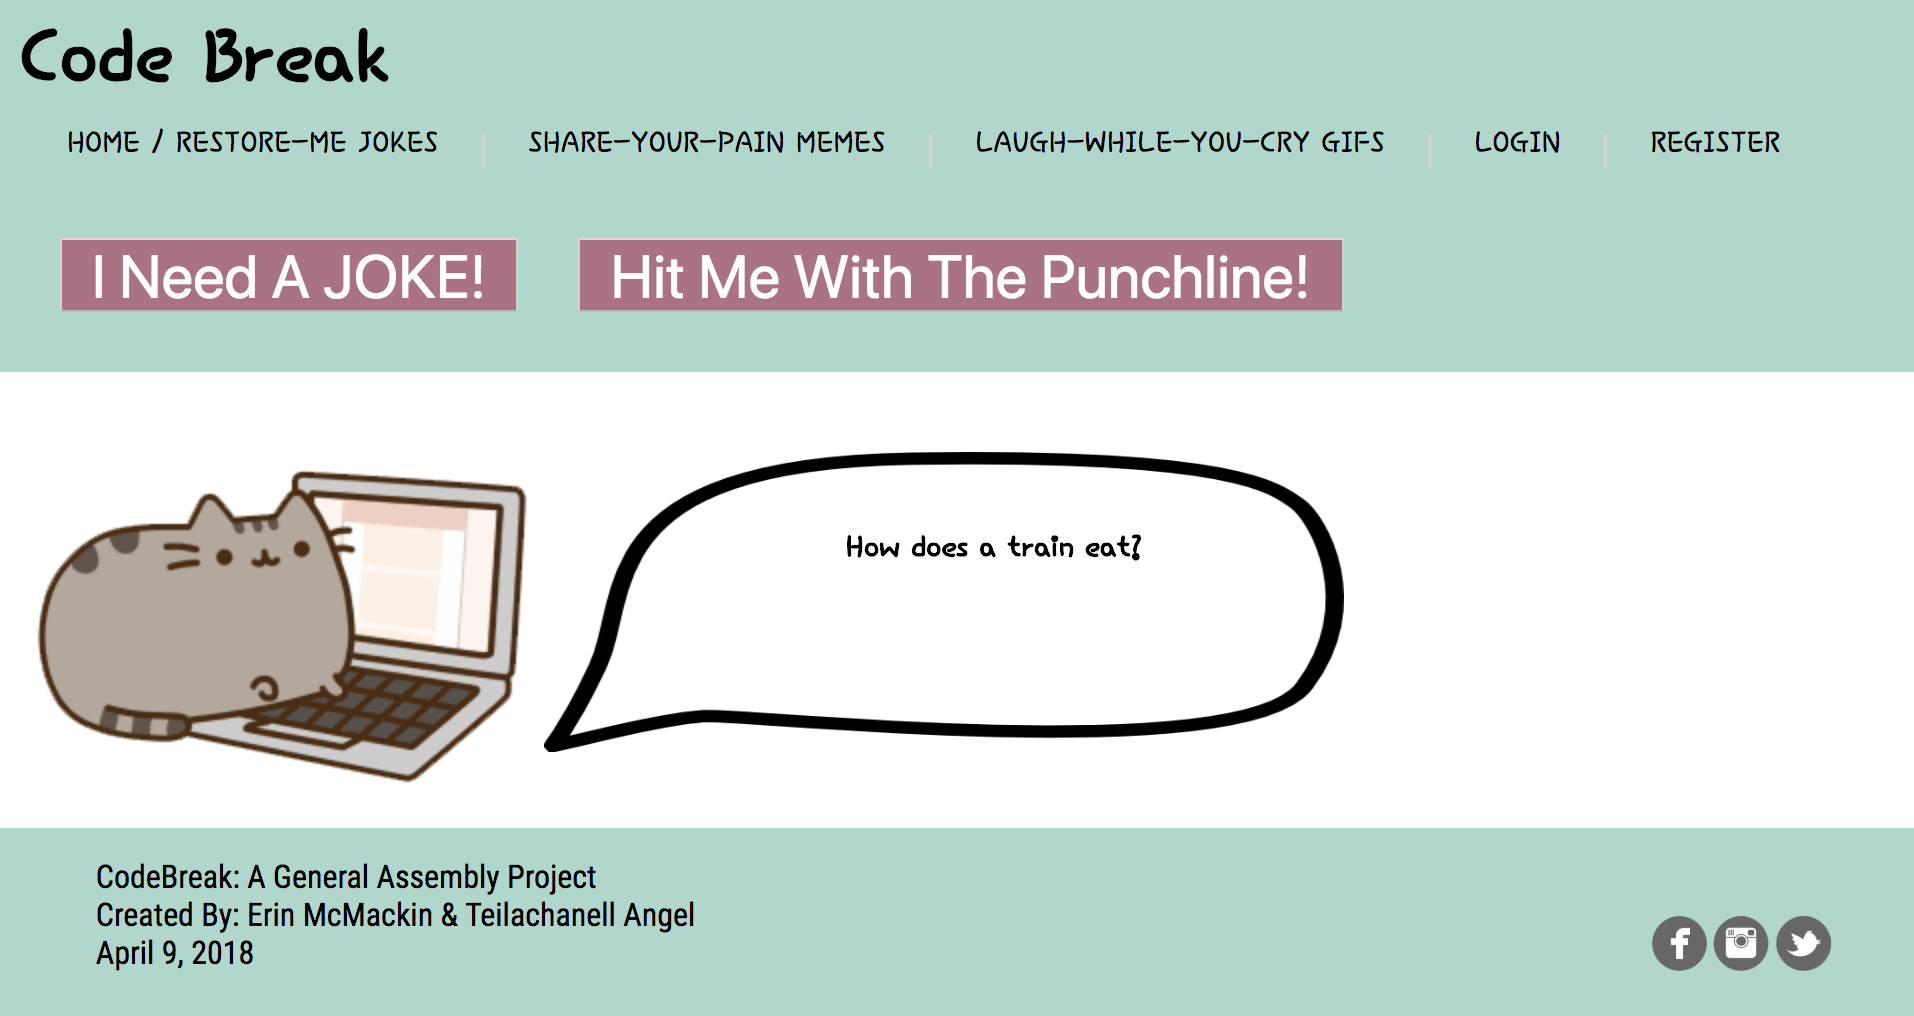 Code Break
HOME / RESTORE-ME JOKES
SHARE-YOUR-PAIN MEMES
LAUGH-WHILE-YOU-CRY GIFS
LOGIN
REGISTER
I Need A JOKE!
Hit Me With The Punchline!
How does a train eat?
CodeBreak: A General Assembly Project
Created By: Erin McMackin & Teilachanell Angel
April 9, 2018